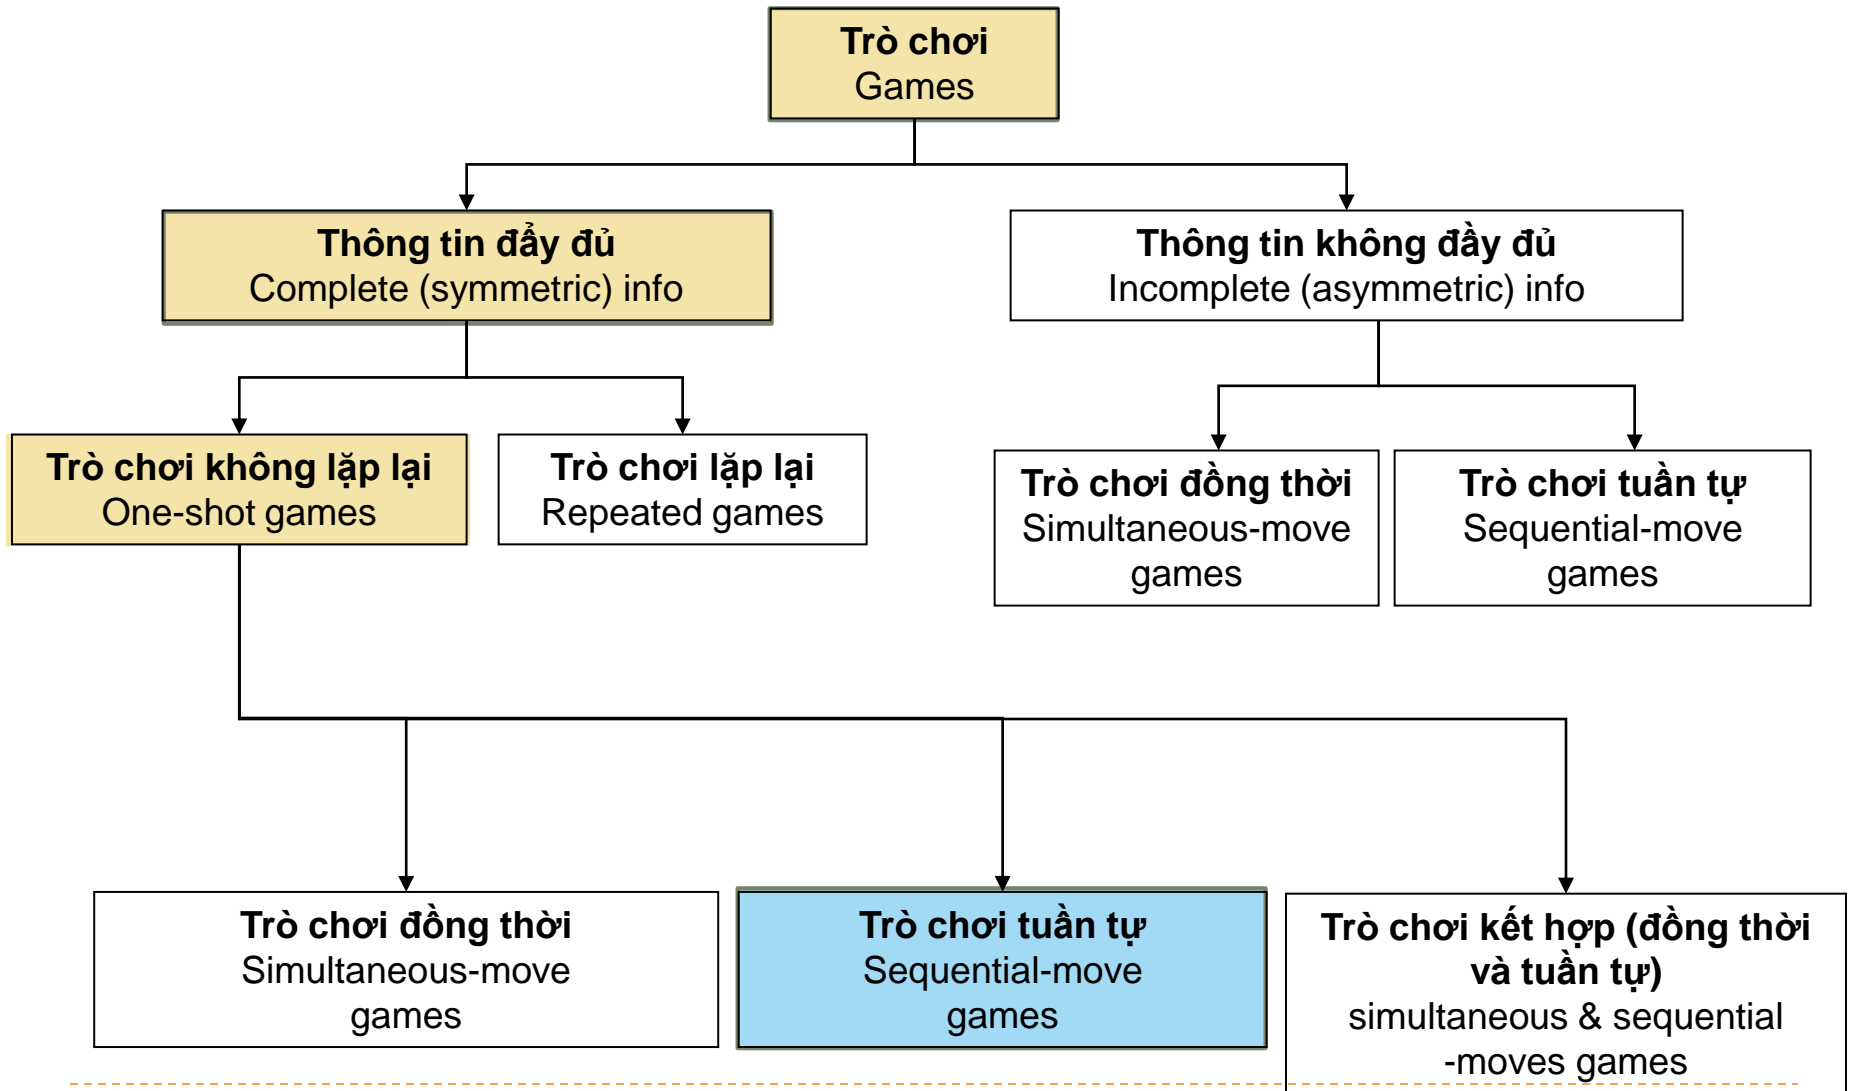 Trò chơi
Games
Thông tin đẩy đủ
Complete (symmetric) info
Thông tin không đầy đủ
Incomplete (asymmetric) info
Trò chơi không lặp lại
One-shot games
Trò chơi lặp lại
Repeated games
Trò chơi đồng thời
Simultaneous-move
games
Trò chơi tuần tự
Sequential-move
games
Trò chơi đồng thời
Simultaneous-move
games
Trò chơi tuần tự
Sequential-move
games
Trò chơi kết hợp (đồng thời
và tuần tự)
simultaneous & sequential
-moves games